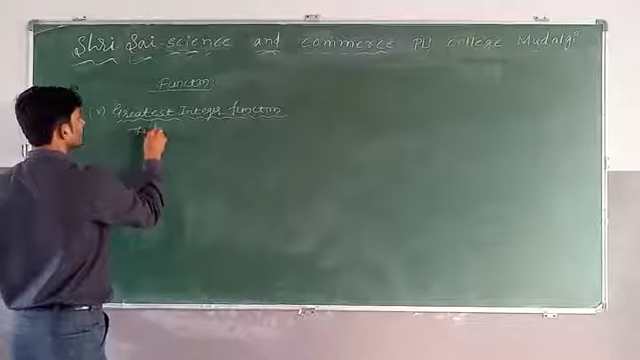 Shri Sai science and commerce PU college Mudalgi
Function
(v) Greatest Integer function